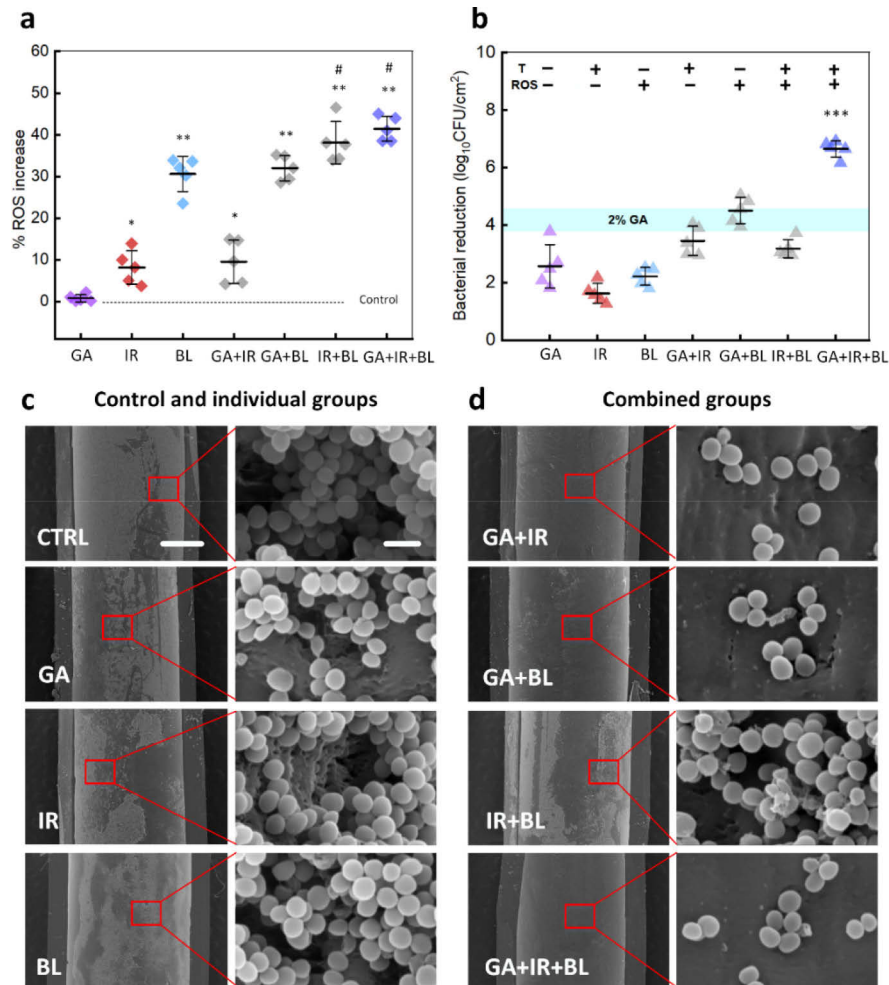 a
60
50
40
30
20
10
0
% ROS increase
*
**
*
**
#
**
#
**
Control
GA IR BL GA+IR GA+BL IR+BL GA+IR+BL
b
10
8
6
4
2
0
Bacterial reduction (log10CFU/cm²)
T − + − + − + +
ROS − − + − + + +
***
2% GA
GA IR BL GA+IR GA+BL IR+BL GA+IR+BL
c Control and individual groups
CTRL
GA
IR
BL
d Combined groups
GA+IR
GA+BL
IR+BL
GA+IR+BL